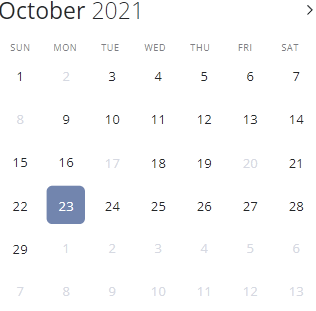 October 2021
SUN MON TUE WED THU FRI SAT
1 2 3 4 5 6 7
8 9 10 11 12 13 14
15 16 17 18 19 20 21
22 23 24 25 26 27 28
29 1 2 3 4 5 6
7 8 9 10 11 12 13